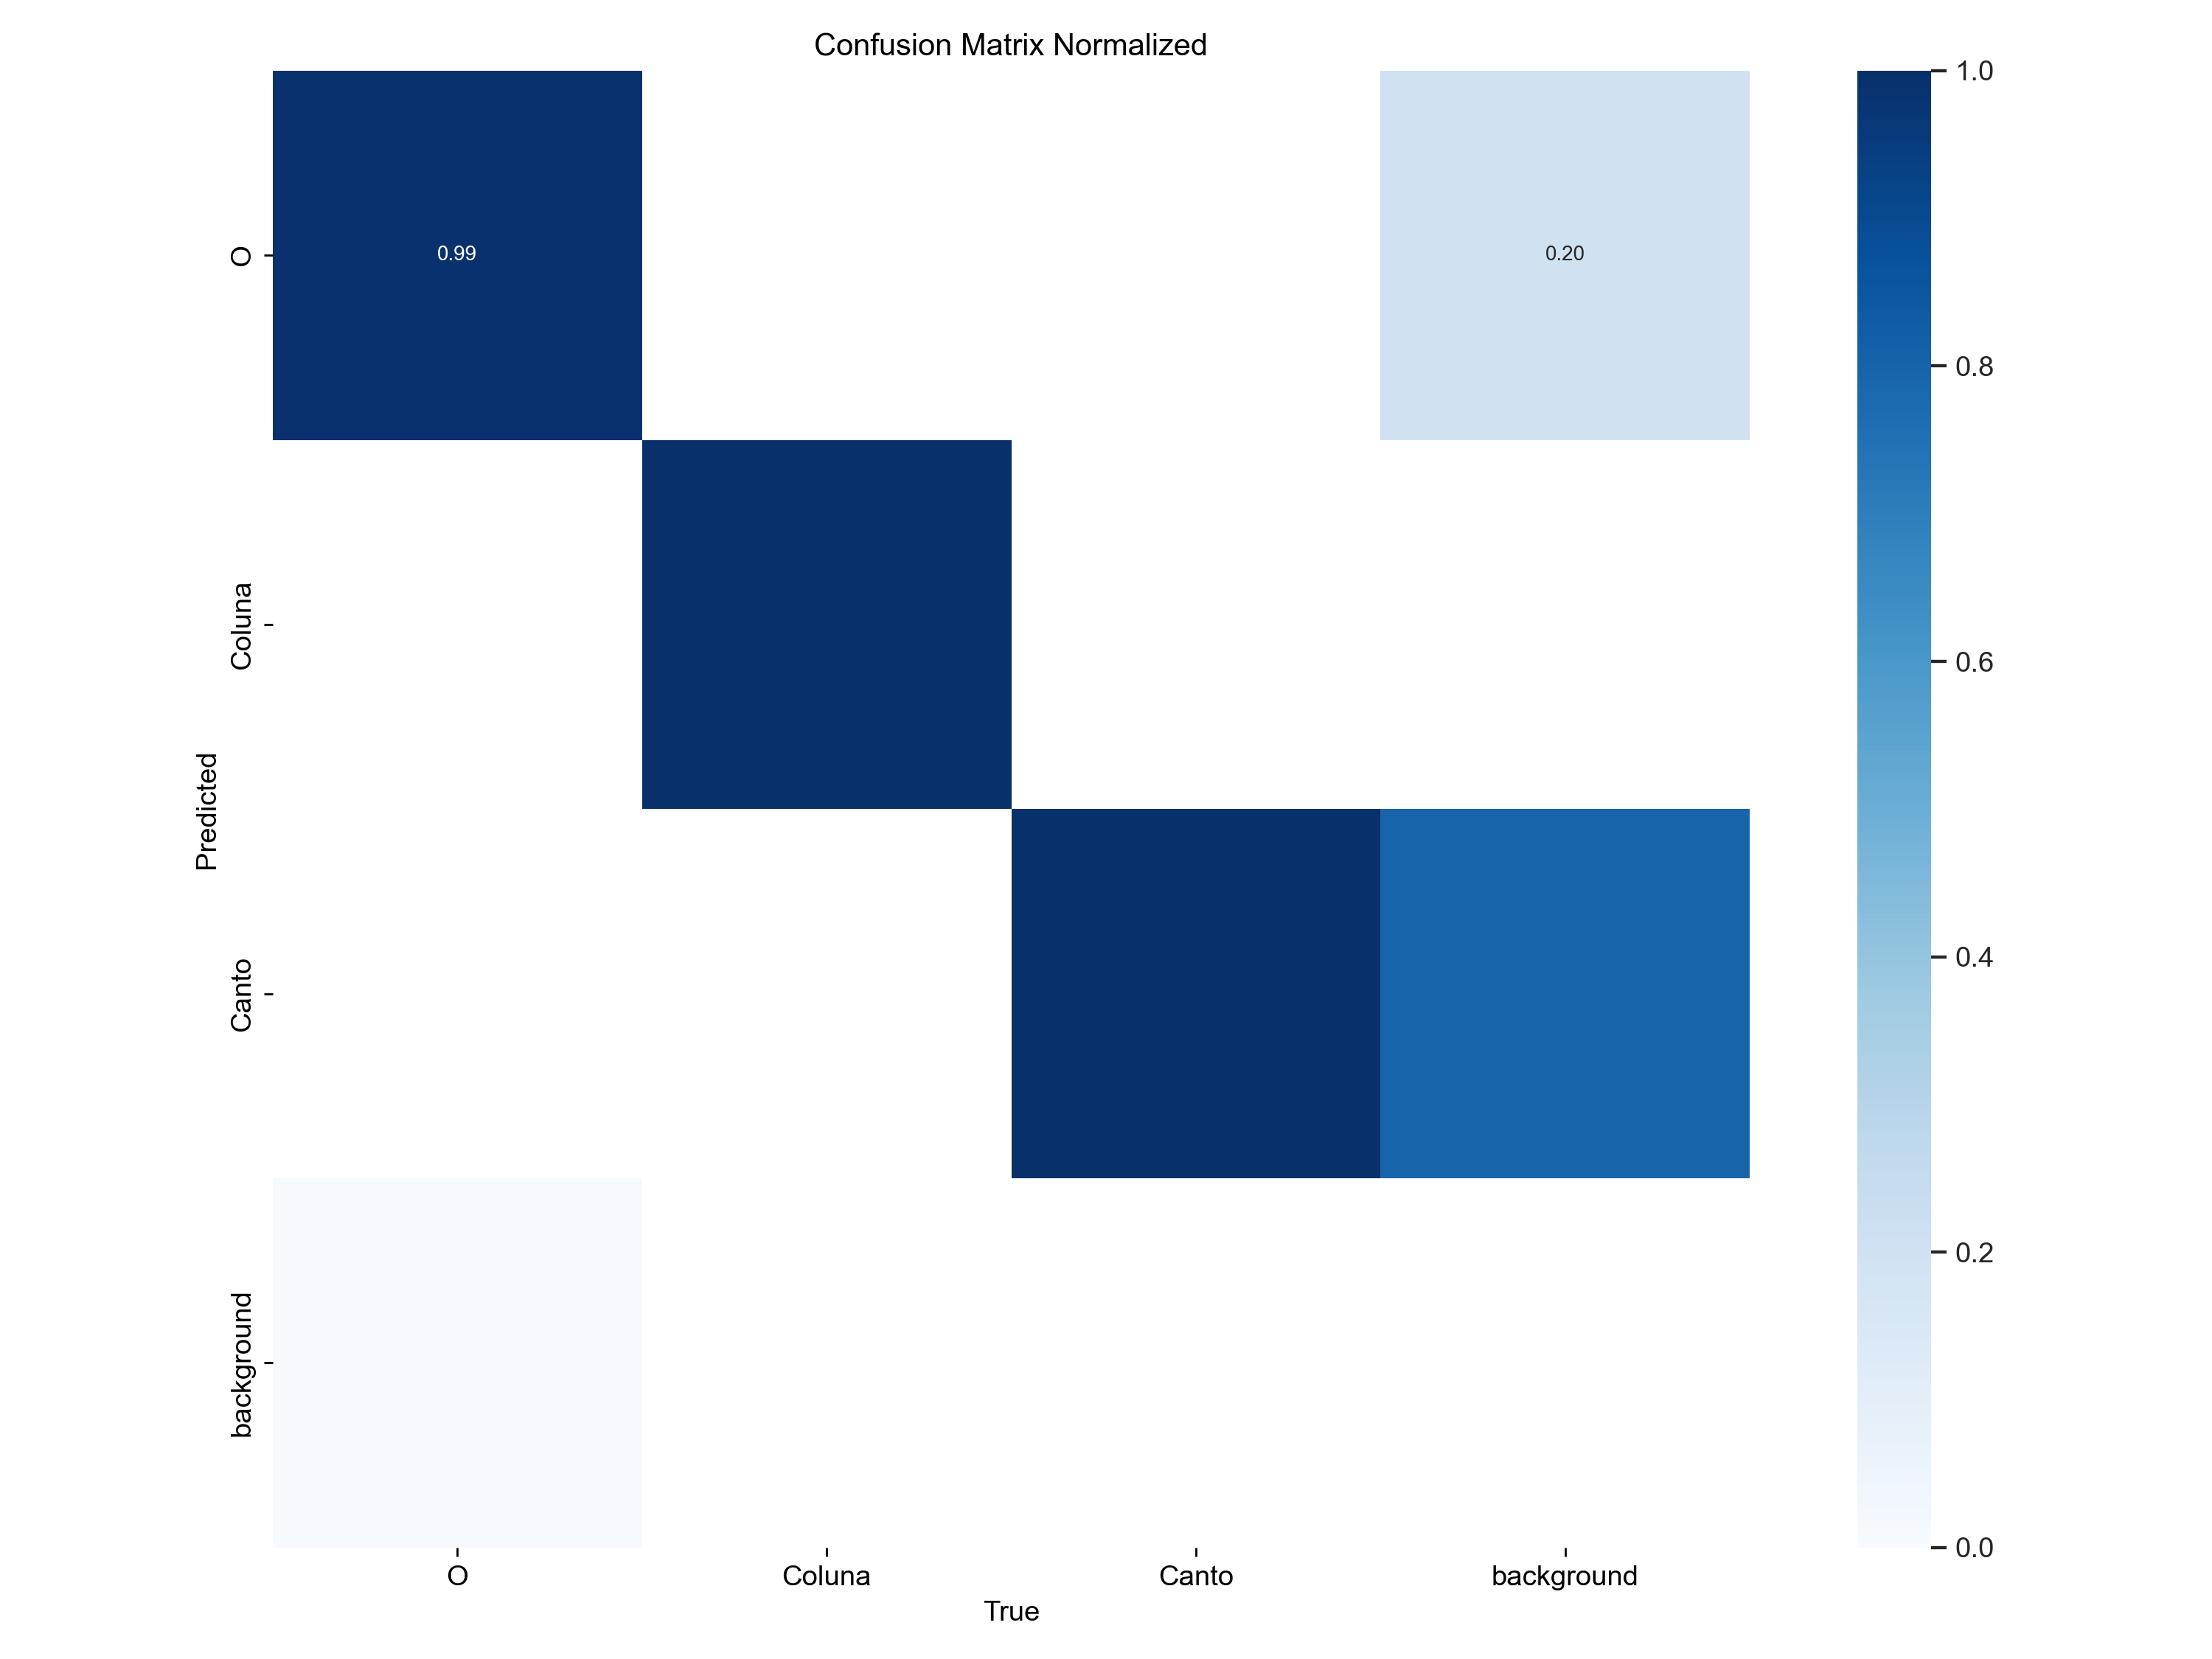 Confusion Matrix Normalized
O
0.99
0.20
Coluna
Canto
background
Predicted
O
Coluna
Canto
background
True
1.0
0.8
0.6
0.4
0.2
0.0